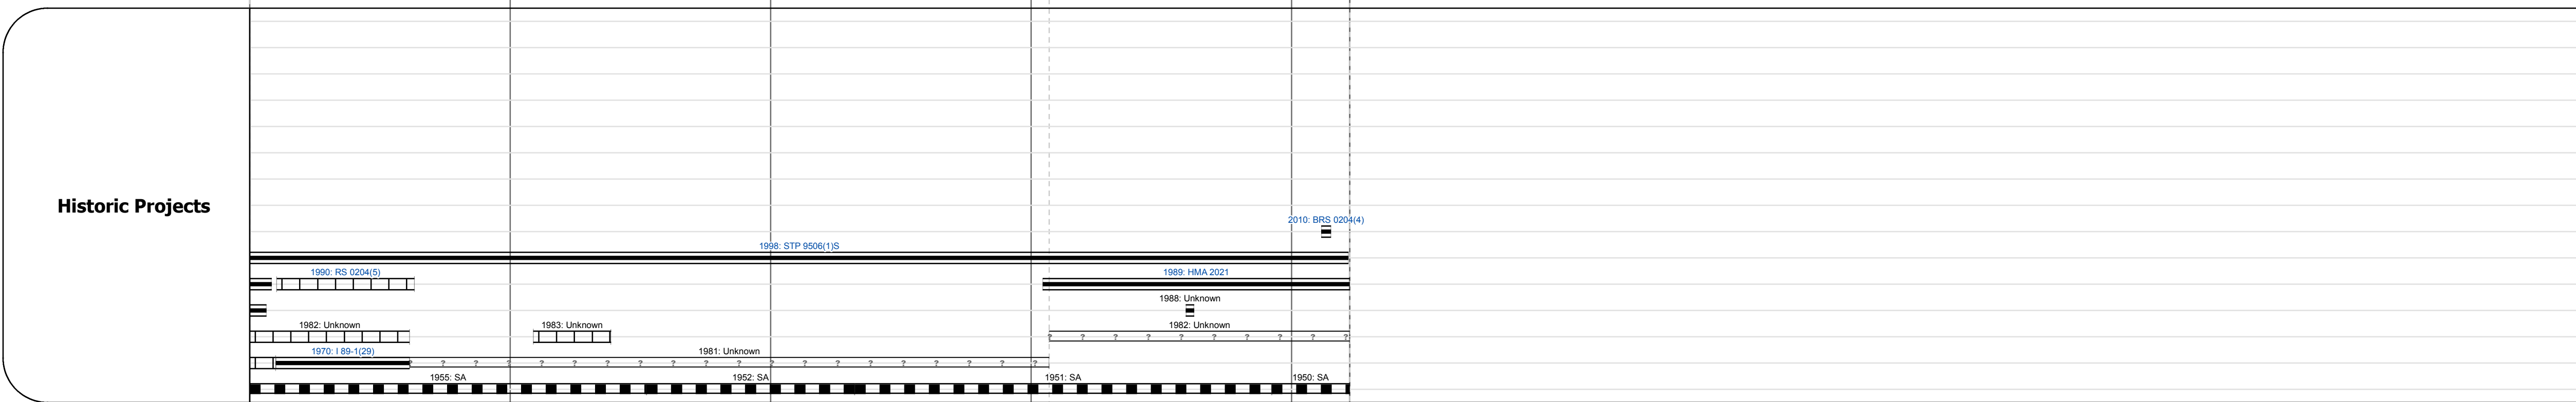 Historic Projects
2010: BRS 0204(4)
1998: STP 9506(1)S
1990: RS 0204(5)
1989: HMA 2021
1988: Unknown
1982: Unknown
1983: Unknown
1982: Unknown
1970: I 89-1(29)
1981: Unknown
? ? ? ? ? ? ? ? ? ?
? ? ? ? ? ? ? ? ? ? ? ? ? ? ? ? ? ? ? ?
1955: SA
1952: SA
1951: SA
1950: SA